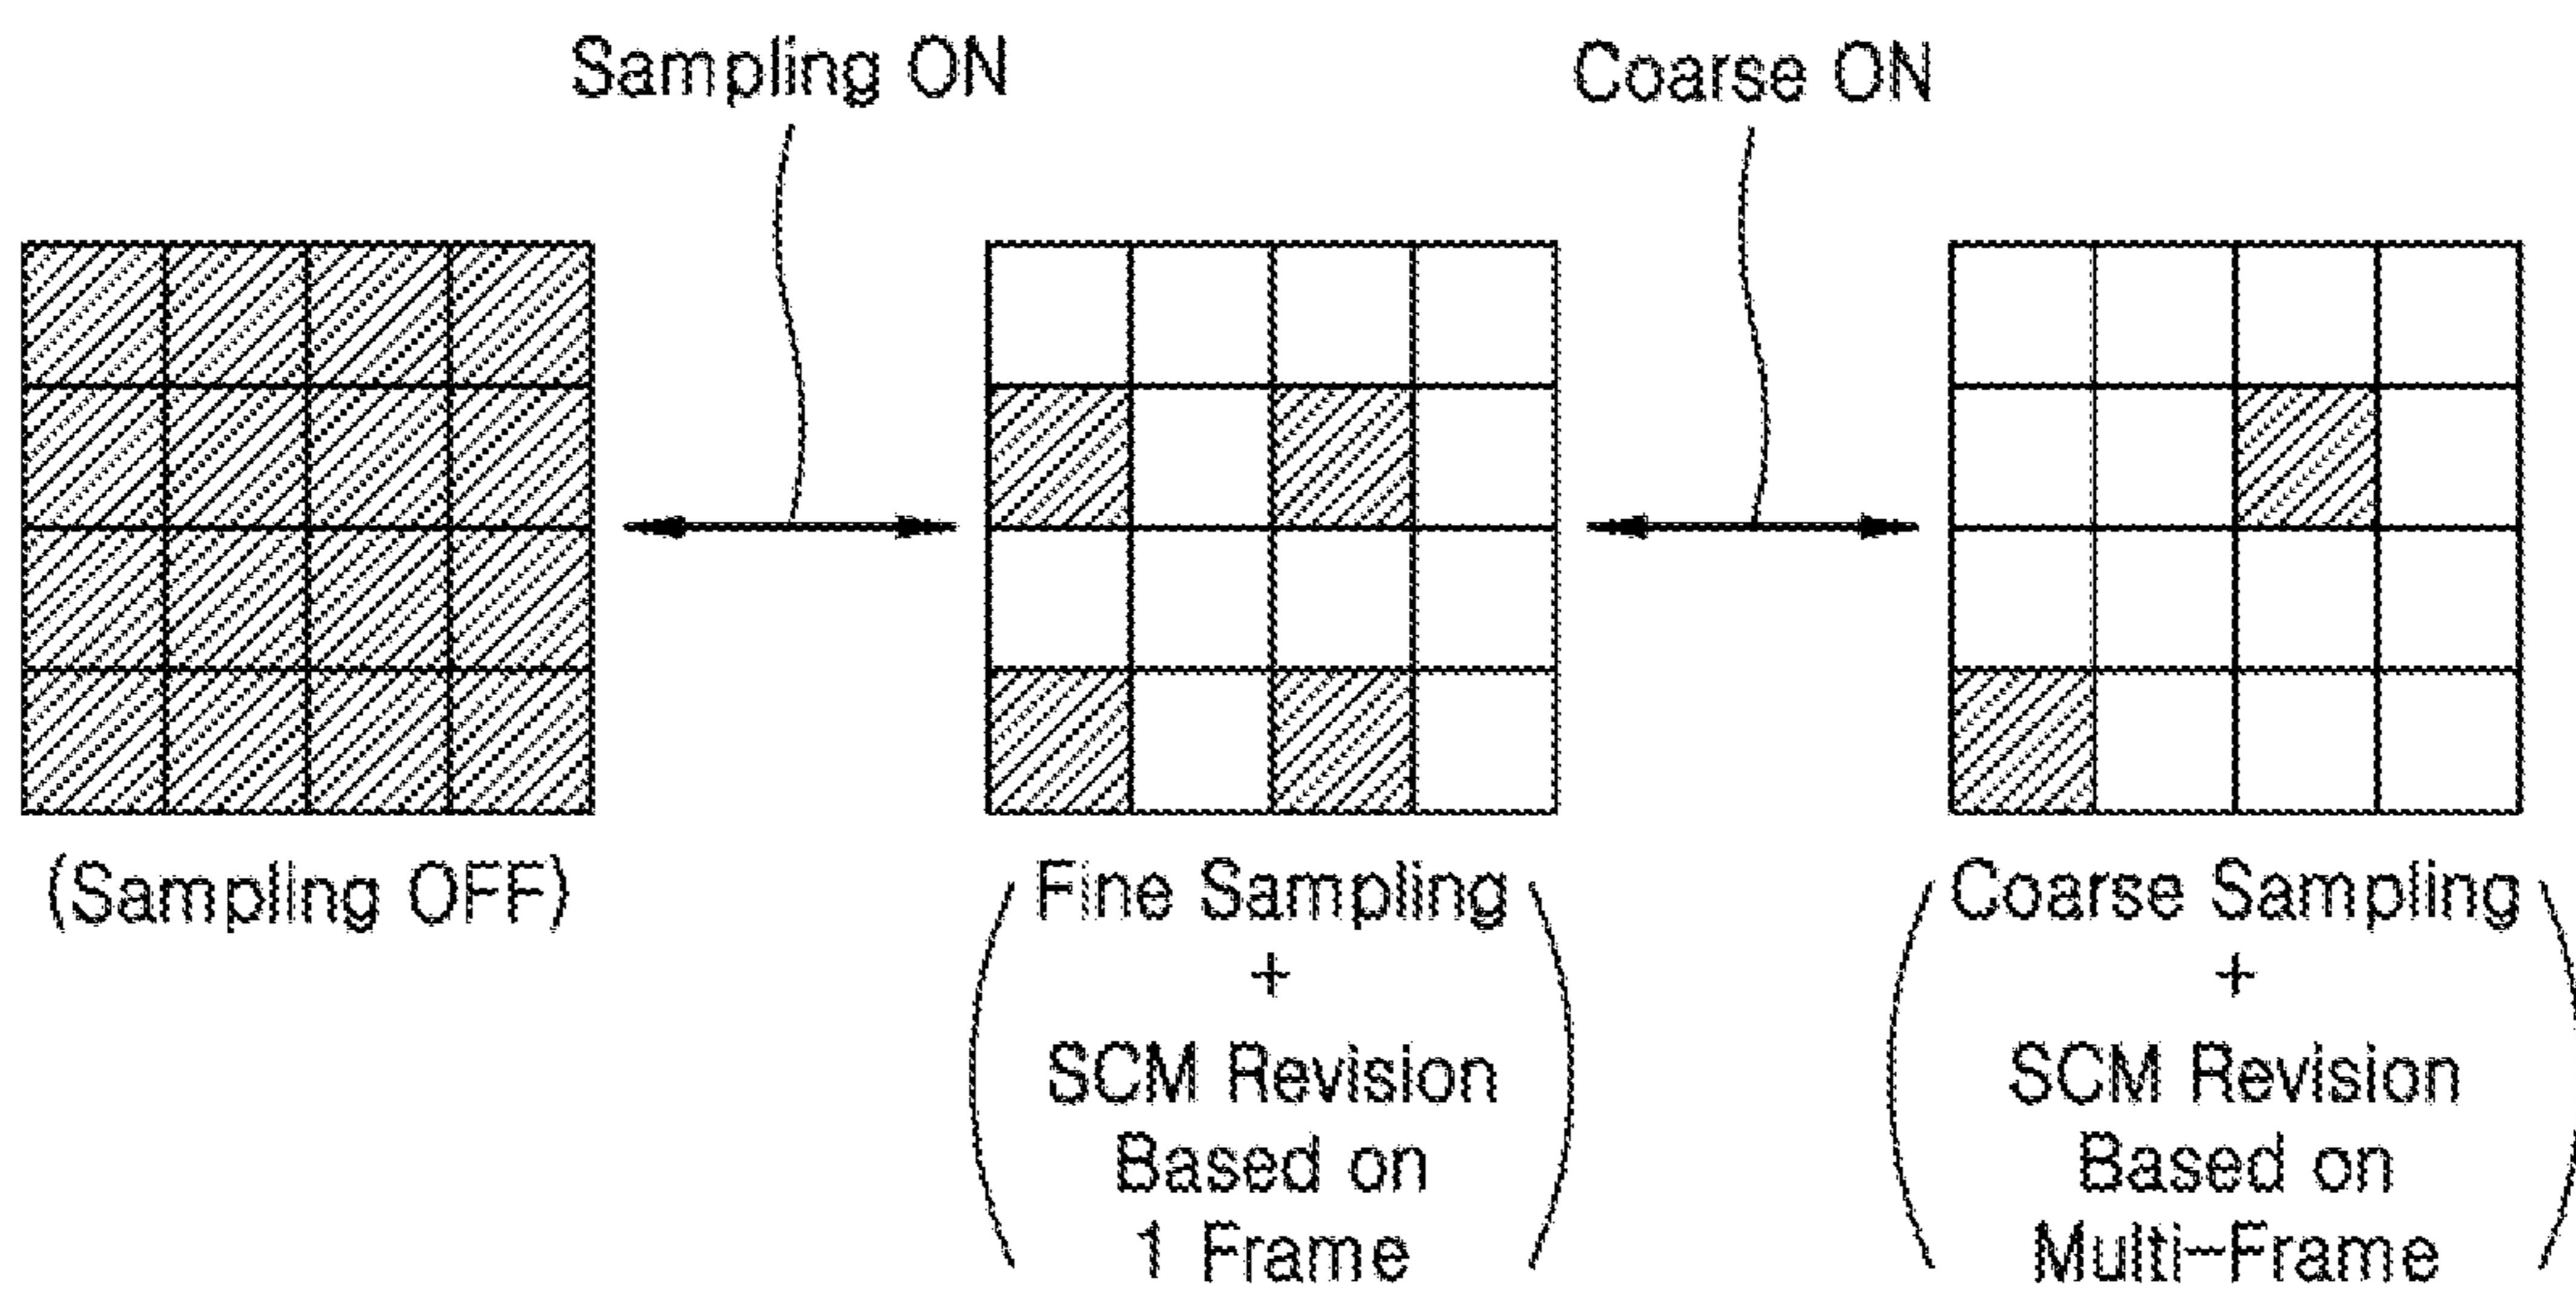 Sampling ON
Coarse ON
(Sampling OFF)
(Fine Sampling
+
SCM Revision
Based on
1 Frame)
(Coarse Sampling
+
SCM Revision
Based on
Multi-Frame)